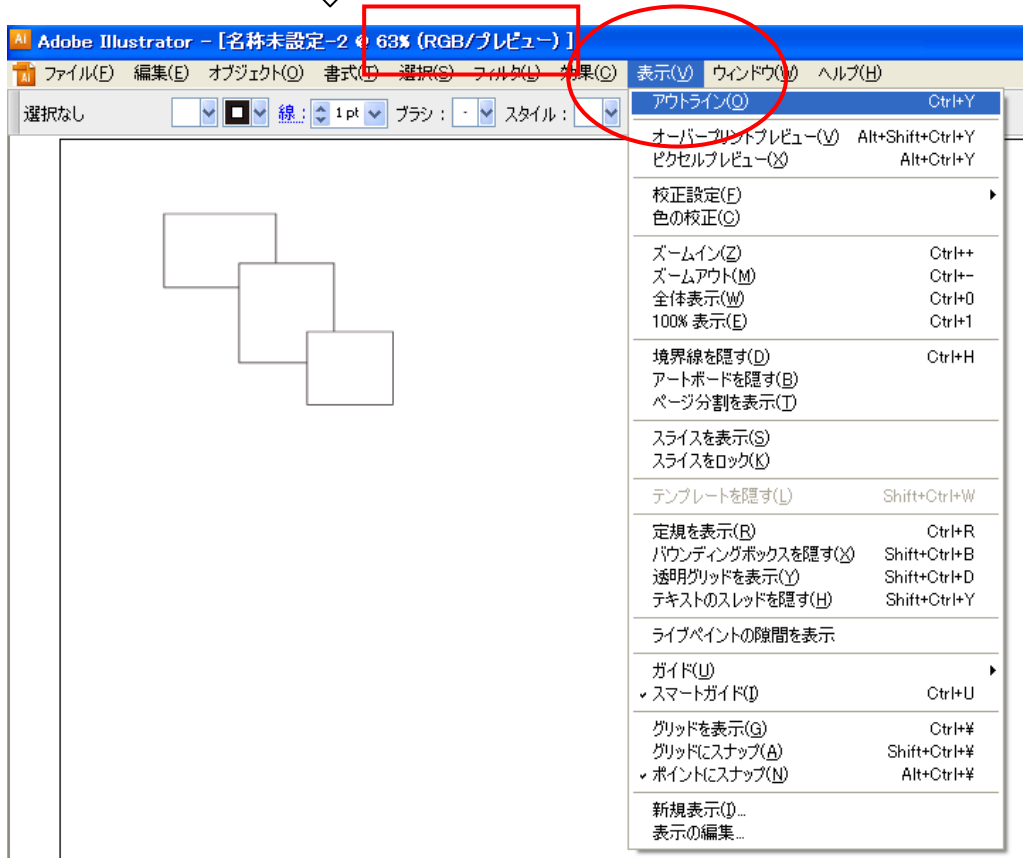 Adobe Illustrator - [名称未設定-2 @ 63% (RGB/プレビュー) ]
ファイル(F) 編集(E) オブジェクト(O) 書式(T) 選択(S) フィルタ(L) 効果(C) 表示(V) ウィンドウ(W) ヘルプ(H)
選択なし 線: 1 pt ブラシ: スタイル:
アウトライン(O) Ctrl+Y
オーバープリントプレビュー(V) Alt+Shift+Ctrl+Y
ピクセルプレビュー(X) Alt+Ctrl+Y
校正設定(F)
色の校正(C)
ズームイン(Z) Ctrl++
ズームアウト(M) Ctrl+-
全体表示(W) Ctrl+0
100% 表示(E) Ctrl+1
境界線を隠す(D) Ctrl+H
アートボードを隠す(B)
ページ分割を表示(T)
スライスを表示(S)
スライスをロック(K)
テンプレートを隠す(L) Shift+Ctrl+W
定規を表示(R) Ctrl+R
バウンディングボックスを隠す(X) Shift+Ctrl+B
透明グリッドを表示(Y) Shift+Ctrl+D
テキストのスレッドを隠す(H) Shift+Ctrl+Y
ライブペイントの隙間を表示
ガイド(U)
スマートガイド(I) Ctrl+U
グリッドを表示(G) Ctrl+¥
グリッドにスナップ(A) Shift+Ctrl+¥
ポイントにスナップ(N) Alt+Ctrl+¥
新規表示(I)...
表示の編集...